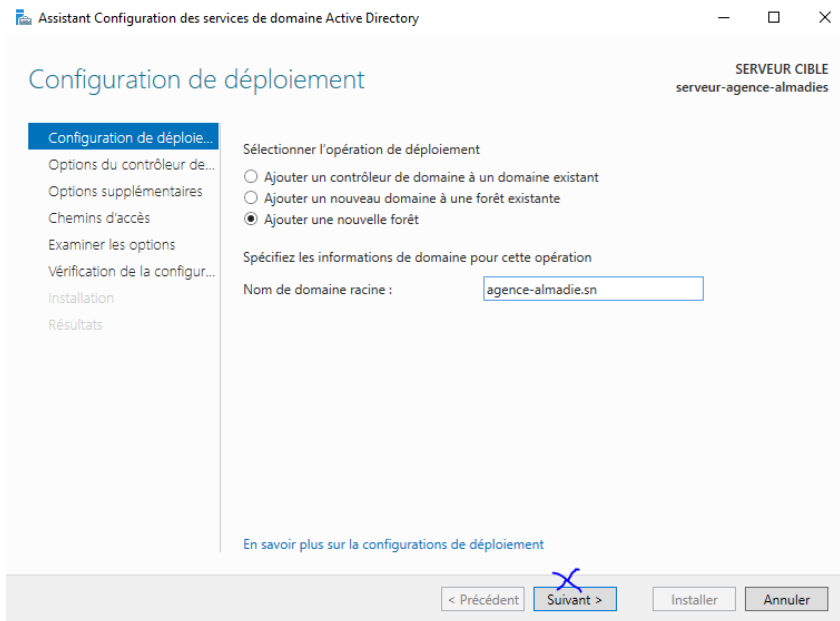 Assistant Configuration des services de domaine Active Directory
Configuration de déploiement
SERVEUR CIBLE
serveur-agence-almadies
Configuration de déploie...
Options du contrôleur de...
Options supplémentaires
Chemins d'accès
Examiner les options
Vérification de la configur...
Installation
Résultats
Sélectionner l'opération de déploiement
Ajouter un contrôleur de domaine à un domaine existant
Ajouter un nouveau domaine à une forêt existante
Ajouter une nouvelle forêt
Spécifiez les informations de domaine pour cette opération
Nom de domaine racine :
agence-almadie.sn
En savoir plus sur la configurations de déploiement
< Précédent
Suivant >
Installer
Annuler